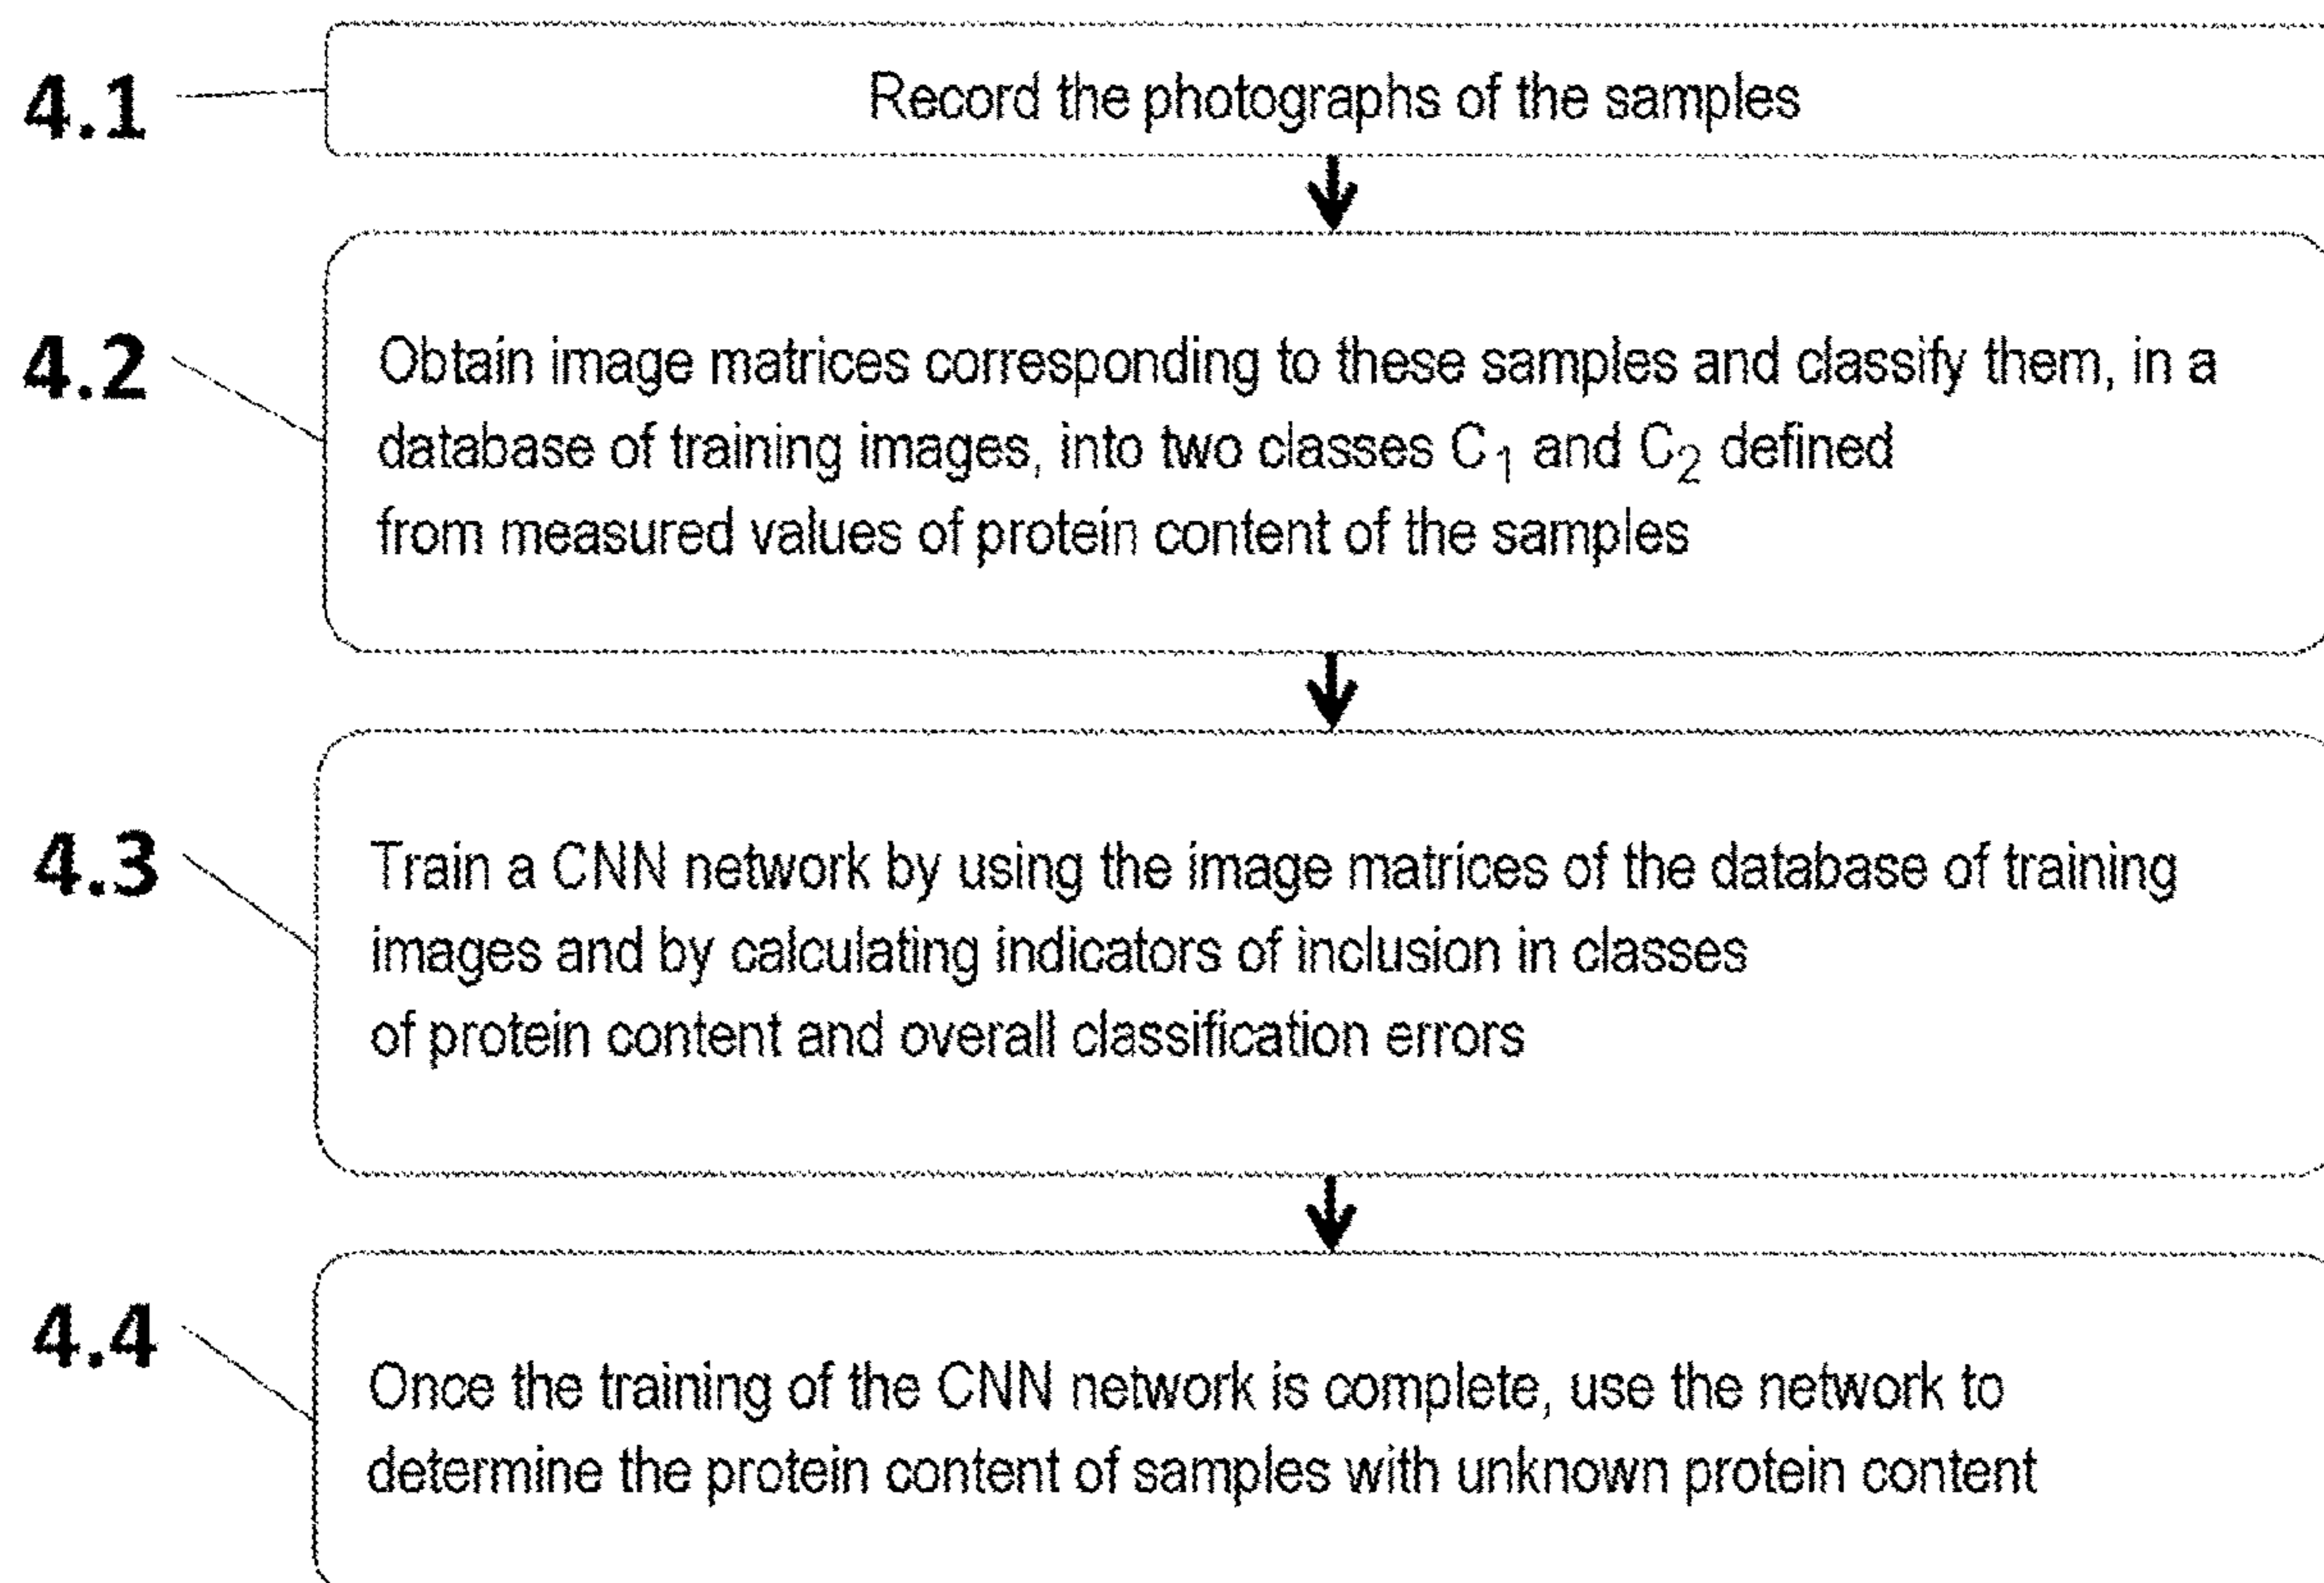 4.1
Record the photographs of the samples
4.2
Obtain image matrices corresponding to these samples and classify them, in a
database of training images, into two classes C₁ and C₂ defined
from measured values of protein content of the samples
4.3
Train a CNN network by using the image matrices of the database of training
images and by calculating indicators of inclusion in classes
of protein content and overall classification errors
4.4
Once the training of the CNN network is complete, use the network to
determine the protein content of samples with unknown protein content